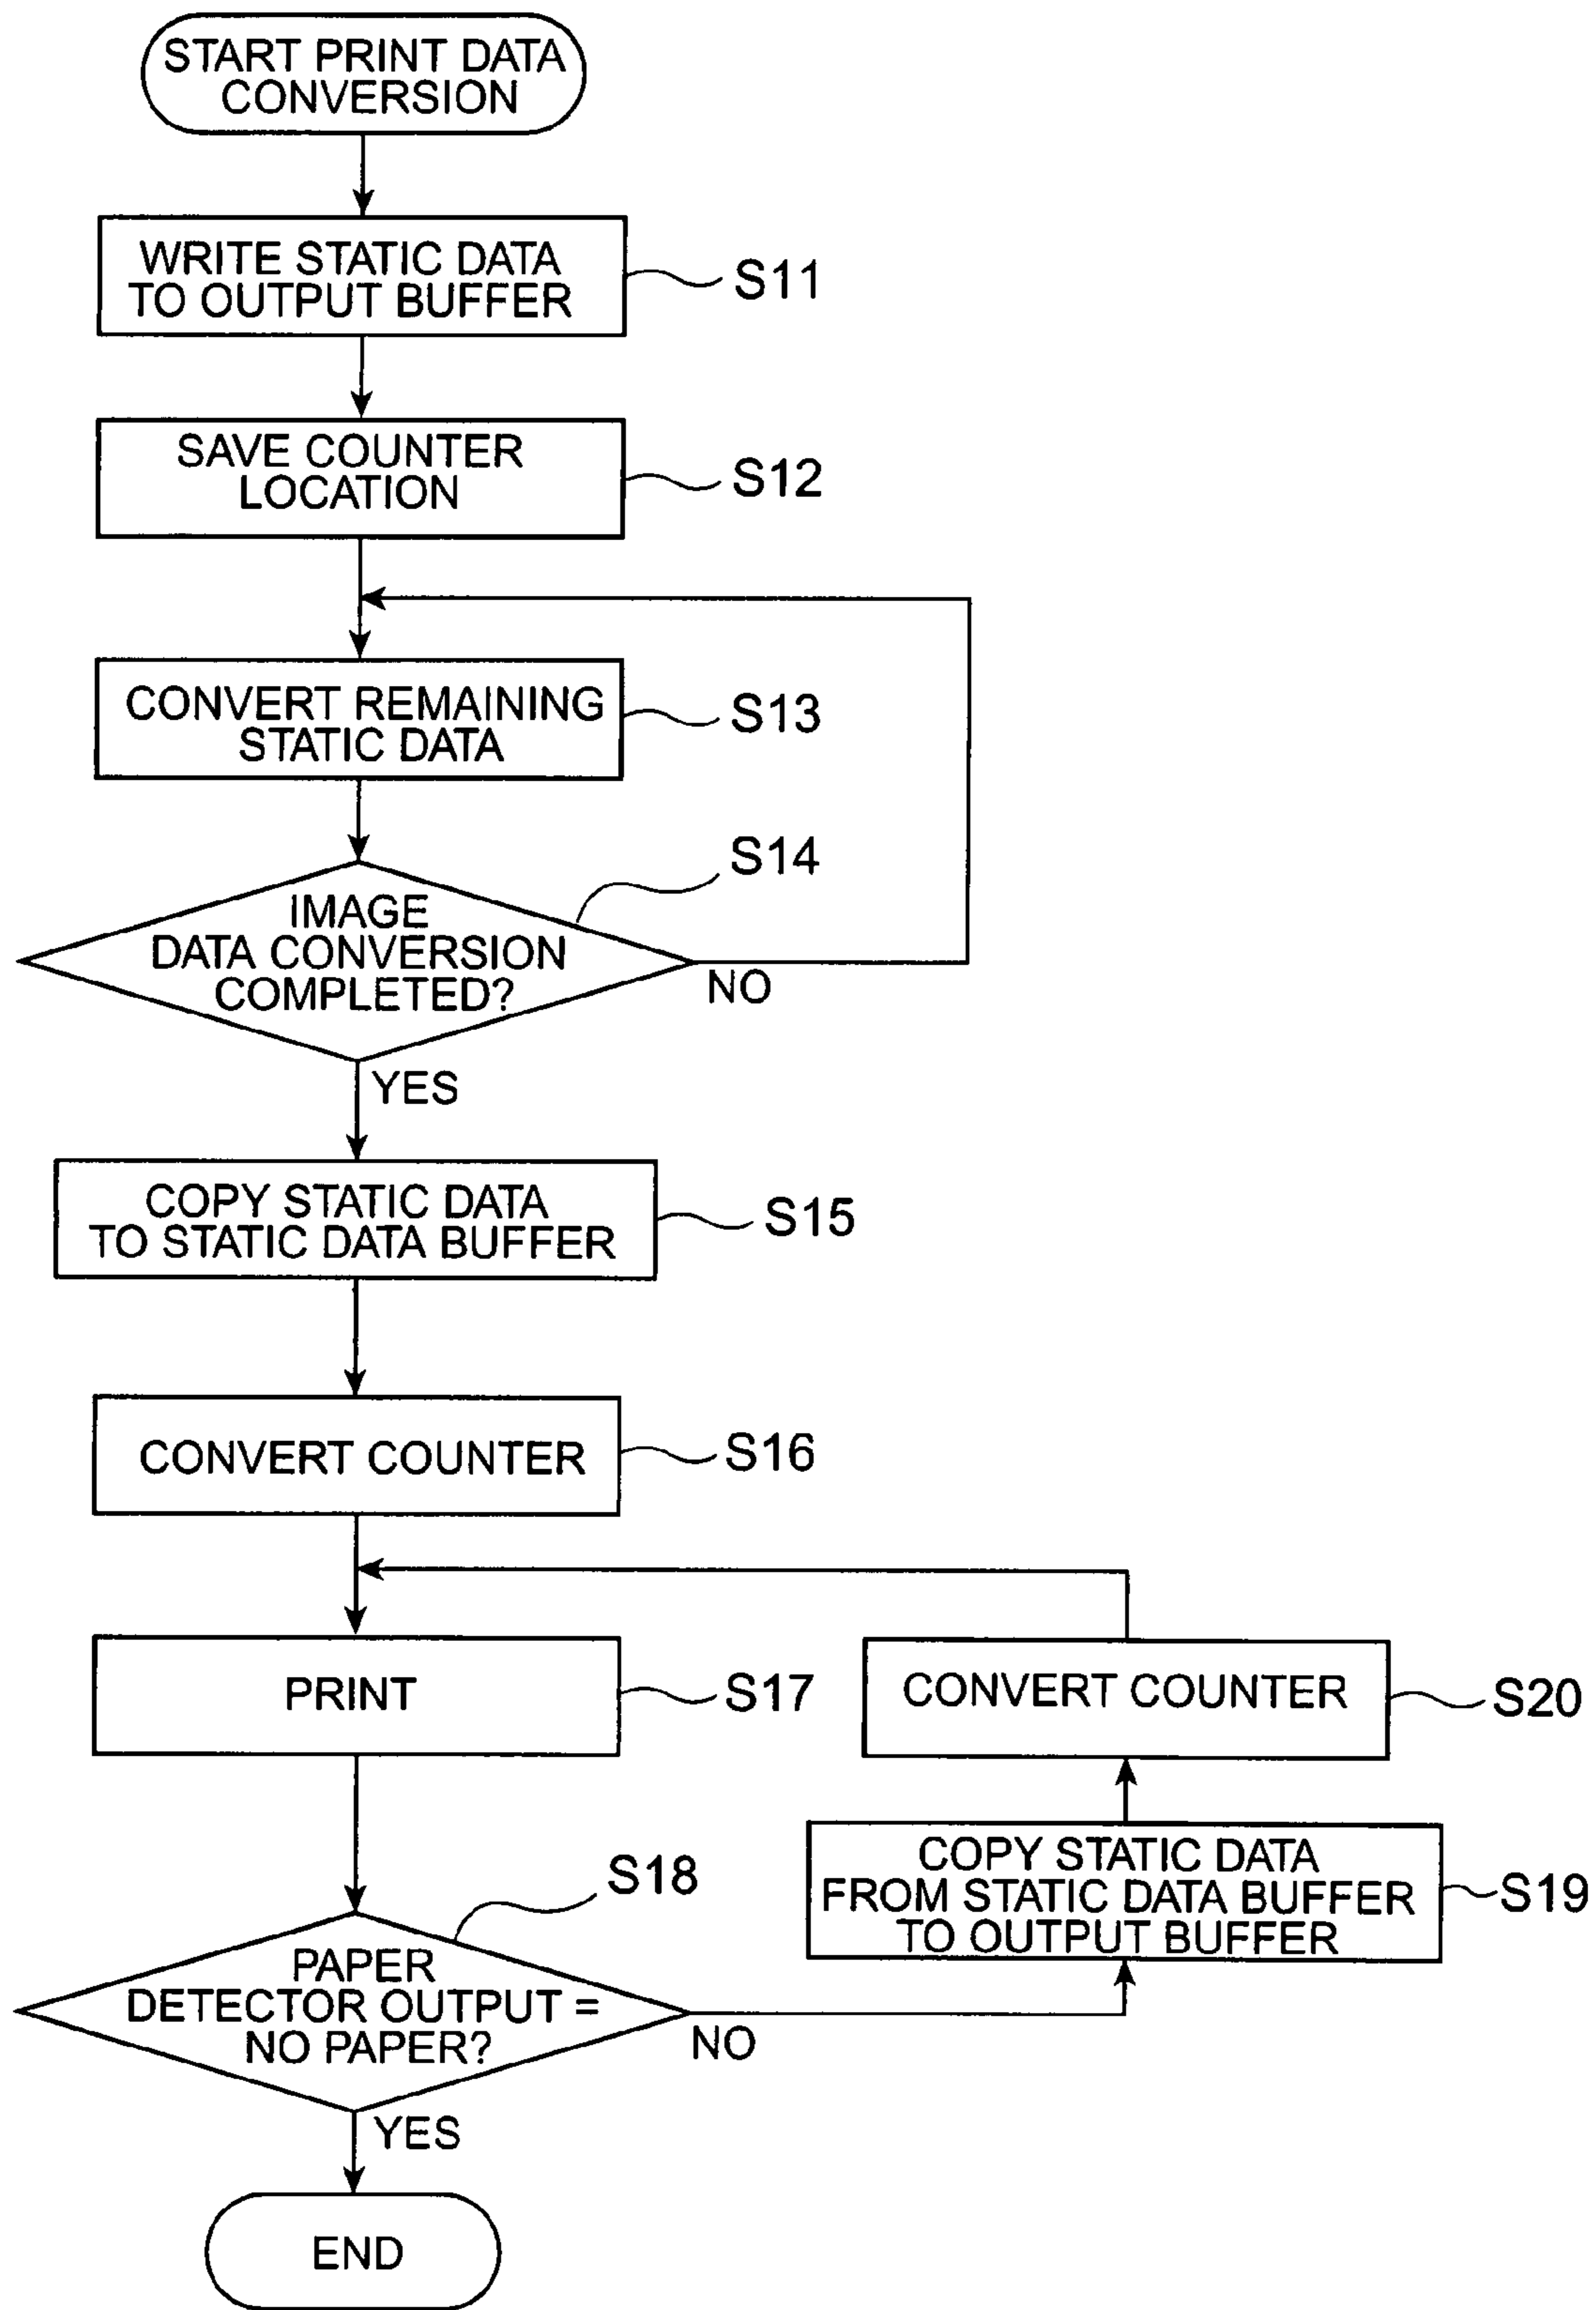 START PRINT DATA
CONVERSION
WRITE STATIC DATA
TO OUTPUT BUFFER
S11
SAVE COUNTER
LOCATION
S12
CONVERT REMAINING
STATIC DATA
S13
S14
IMAGE
DATA CONVERSION
COMPLETED?
NO
YES
COPY STATIC DATA
TO STATIC DATA BUFFER
S15
CONVERT COUNTER
S16
PRINT
S17
CONVERT COUNTER
S20
S18
COPY STATIC DATA
FROM STATIC DATA BUFFER
TO OUTPUT BUFFER
S19
PAPER
DETECTOR OUTPUT =
NO PAPER?
NO
YES
END